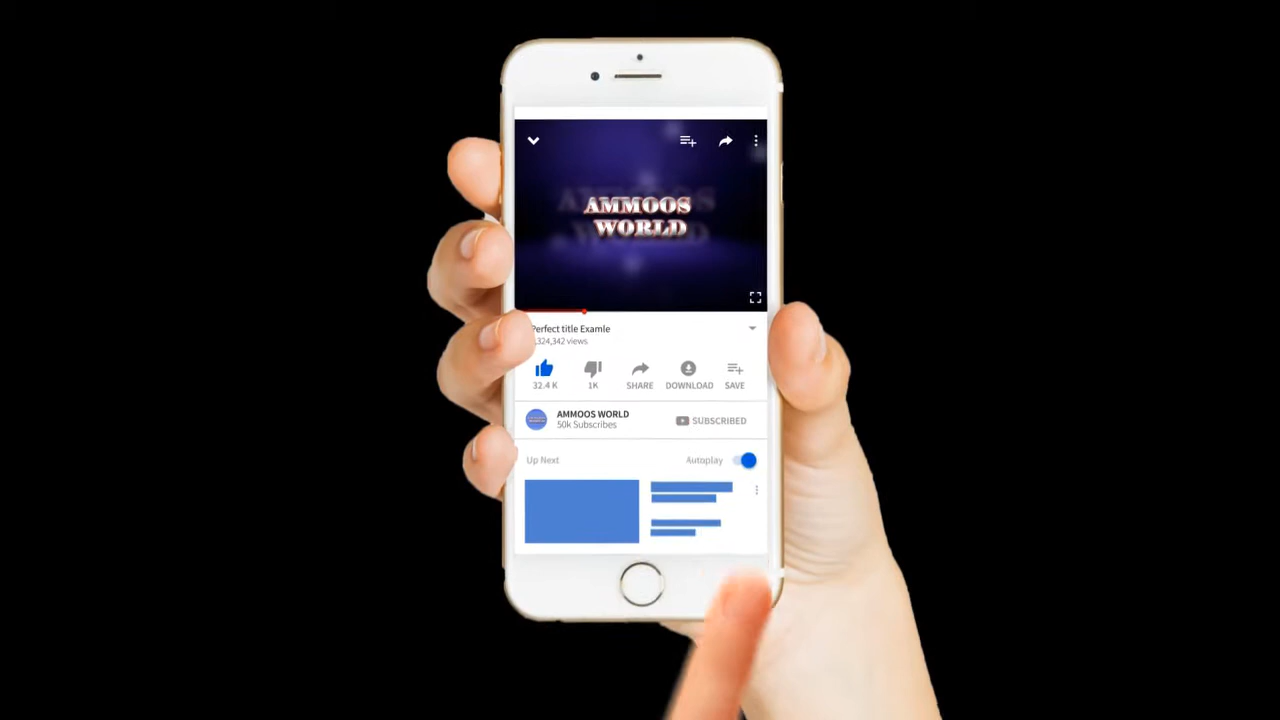 AMMOOS
WORLD
Perfect title Examle
,324,342 views
32.4 K
1K
SHARE
DOWNLOAD
SAVE
AMMOOS WORLD
50k Subscribes
SUBSCRIBED
Up Next
Autoplay